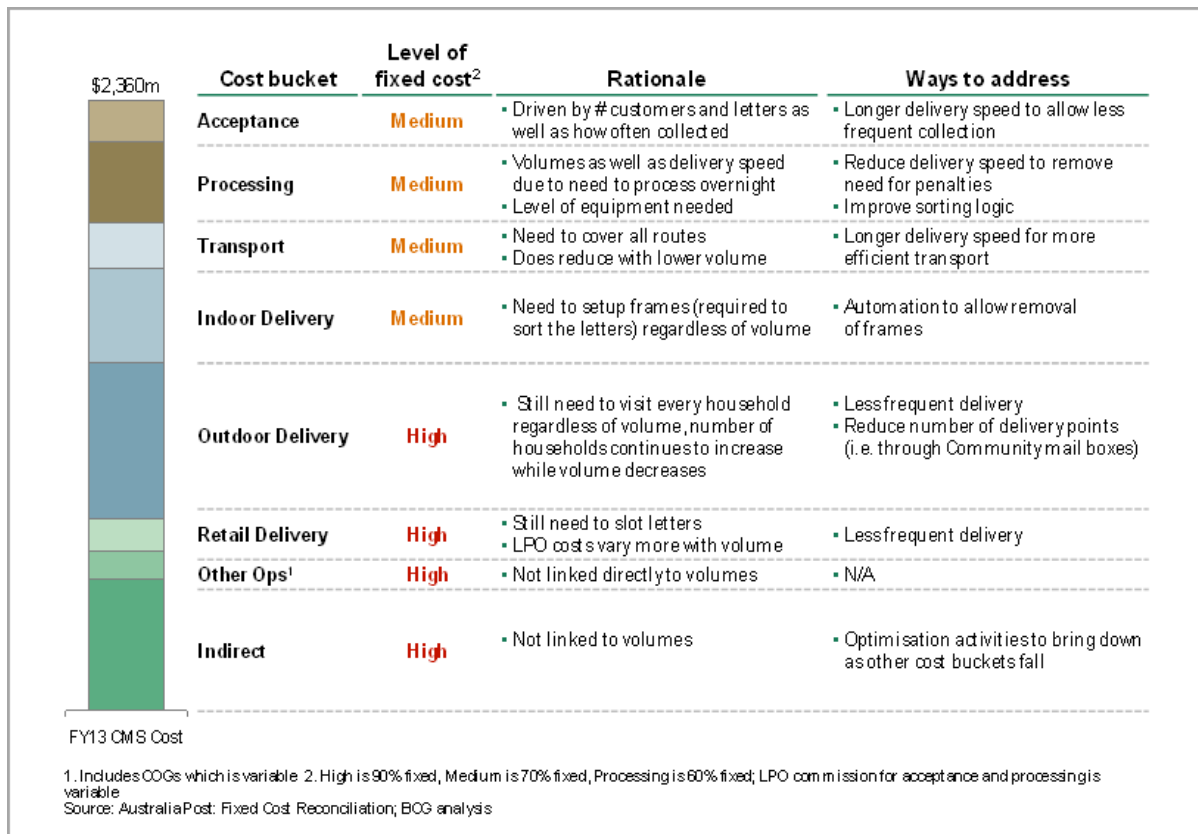 $2,360m
Cost bucket
Level of
fixed cost2
Rationale
Ways to address
Acceptance
Medium
▪ Driven by # customers and letters as
well as how often collected
▪ Longer delivery speed to allow less
frequent collection
Processing
Medium
▪ Volumes as well as delivery speed
due to need to process overnight
▪ Level of equipment needed
▪ Reduce delivery speed to remove
need for penalties
▪ Improve sorting logic
Transport
Medium
▪ Need to cover all routes
▪ Does reduce with lower volume
▪ Longer delivery speed for more
efficient transport
Indoor Delivery
Medium
▪ Need to setup frames (required to
sort the letters) regardless of volume
▪ Automation to allow removal
of frames
Outdoor Delivery
High
▪ Still need to visit every household
regardless of volume, number of
households continues to increase
while volume decreases
▪ Less frequent delivery
▪ Reduce number of delivery points
(i.e. through Community mail boxes)
Retail Delivery
High
▪ Still need to slot letters
▪ LPO costs vary more with volume
▪ Less frequent delivery
Other Ops1
High
▪ Not linked directly to volumes
▪ N/A
Indirect
High
▪ Not linked to volumes
▪ Optimisation activities to bring down
as other cost buckets fall
FY13 CMS Cost
1. Includes COGs which is variable 2. High is 90% fixed, Medium is 70% fixed, Processing is 60% fixed; LPO commission for acceptance and processing is
variable
Source: Australia Post: Fixed Cost Reconciliation; BCG analysis